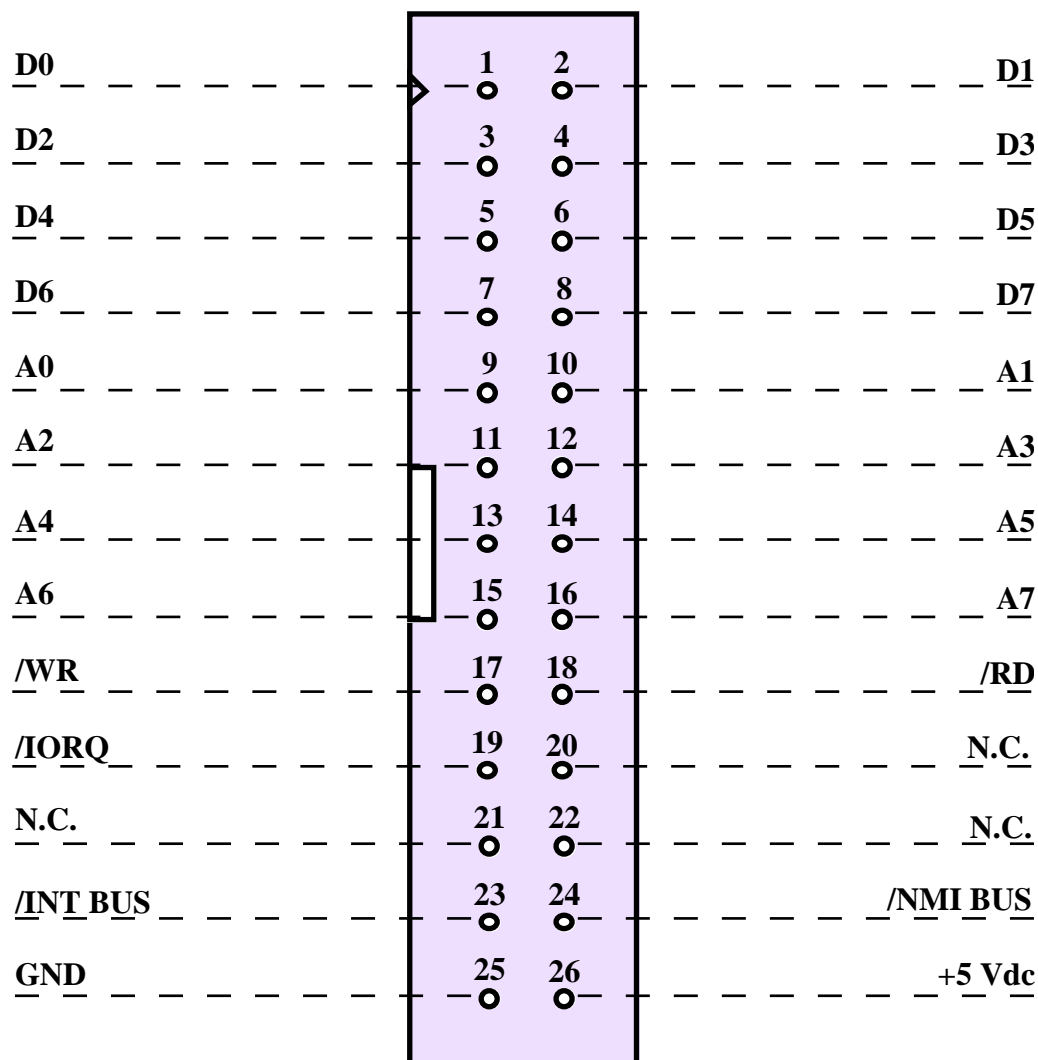 D0 1 2 D1
D2 3 4 D3
D4 5 6 D5
D6 7 8 D7
A0 9 10 A1
A2 11 12 A3
A4 13 14 A5
A6 15 16 A7
/WR 17 18 /RD
/IORQ 19 20 N.C.
N.C. 21 22 N.C.
/INT BUS 23 24 /NMI BUS
GND 25 26 +5 Vdc